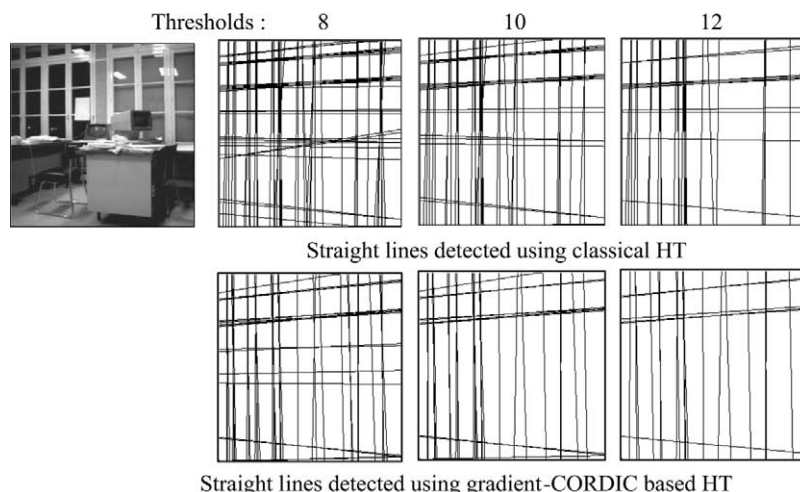 Thresholds : 8 10 12
Straight lines detected using classical HT
Straight lines detected using gradient-CORDIC based HT